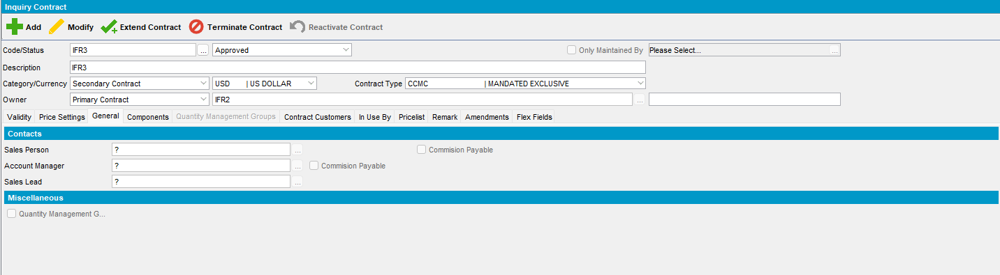 Inquiry Contract
Add Modify Extend Contract Terminate Contract Reactivate Contract
Code/Status IFR3 ... Approved Only Maintained By Please Select... ...
Description IFR3
Category/Currency Secondary Contract USD | US DOLLAR Contract Type CCMC | MANDATED EXCLUSIVE
Owner Primary Contract IFR2 ...
Validity Price Settings General Components Quantity Management Groups Contract Customers In Use By Pricelist Remark Amendments Flex Fields
Contacts
Sales Person ? ... Commision Payable
Account Manager ? ... Commision Payable
Sales Lead ? ...
Miscellaneous
Quantity Management G...